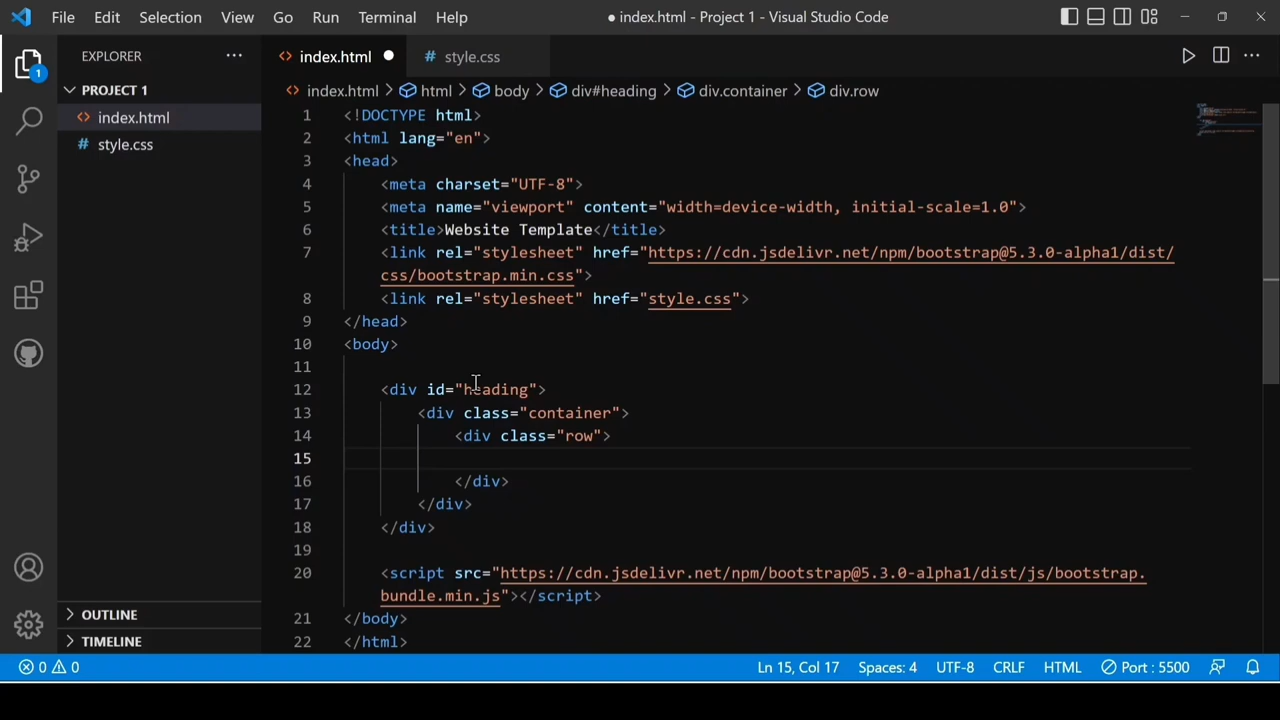 File Edit Selection View Go Run Terminal Help ● index.html - Project 1 - Visual Studio Code
EXPLORER ··· <> index.html ● # style.css ···
1
PROJECT 1
<> index.html > html > body > div#heading > div.container > div.row
<> index.html
# style.css
1 <!DOCTYPE html>
2 <html lang="en">
3 <head>
4 <meta charset="UTF-8">
5 <meta name="viewport" content="width=device-width, initial-scale=1.0">
6 <title>Website Template</title>
7 <link rel="stylesheet" href="https://cdn.jsdelivr.net/npm/bootstrap@5.3.0-alpha1/dist/
css/bootstrap.min.css">
8 <link rel="stylesheet" href="style.css">
9 </head>
10 <body>
11
12 <div id="heading">
13 <div class="container">
14 <div class="row">
15
16 </div>
17 </div>
18 </div>
19
20 <script src="https://cdn.jsdelivr.net/npm/bootstrap@5.3.0-alpha1/dist/js/bootstrap.
bundle.min.js"></script>
21 </body>
22 </html>
OUTLINE
TIMELINE
0 0 Ln 15, Col 17 Spaces: 4 UTF-8 CRLF HTML Port : 5500